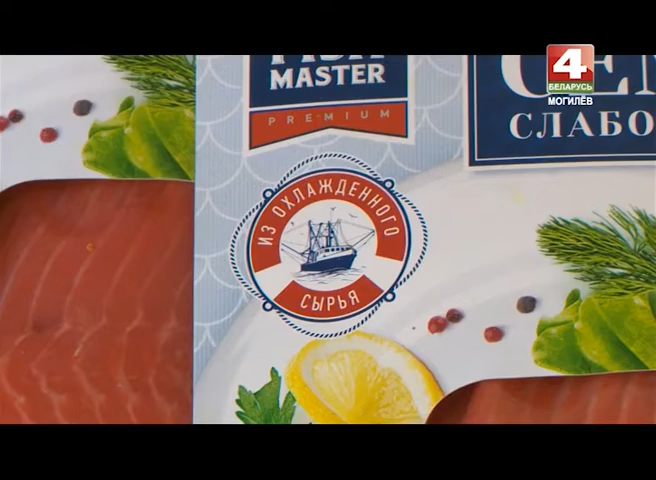 4
БЕЛАРУСЬ
МОГИЛЁВ
MASTER
PREMIUM
СЛАБО
ИЗ ОХЛАЖДЕННОГО
СЫРЬЯ